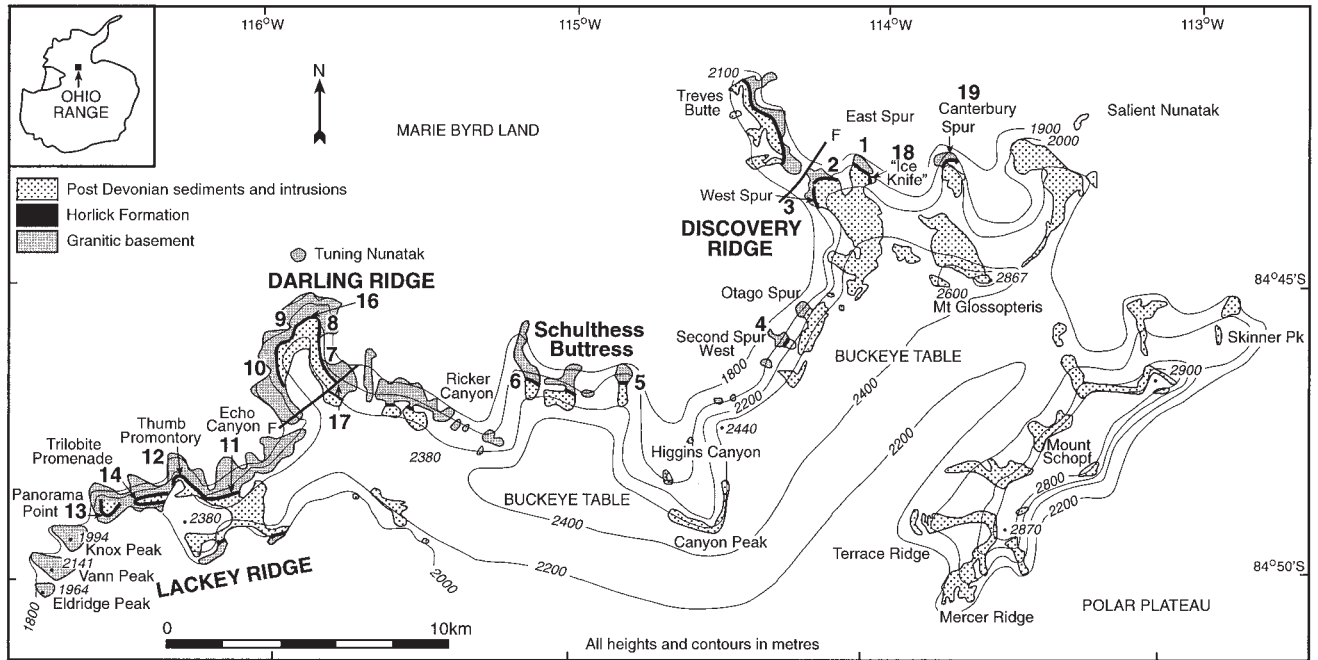 116°W
115°W
114°W
113°W
OHIO
RANGE
N
MARIE BYRD LAND
Post Devonian sediments and intrusions
Horlick Formation
Granitic basement
2100
Treves
Butte
F
East Spur
1
18
"Ice
Knife"
19
Canterbury
Spur
Salient Nunatak
1900
2000
2
West Spur
3
DISCOVERY
RIDGE
Tuning Nunatak
DARLING RIDGE
16
9
8
7
10
17
F
2867
2600
Mt Glossopteris
84°45'S
Otago Spur
4
Second Spur
West
1800
2200
BUCKEYE TABLE
2400
2200
Skinner Pk
2900
Schulthess
Buttress
6
5
Ricker
Canyon
2380
2440
Higgins Canyon
Mount
Schopf
2800
2200
Echo
Canyon
11
Thumb
Promontory
12
Trilobite
Promenade
14
Panorama
Point
13
2380
BUCKEYE TABLE
2400
Canyon Peak
2870
Terrace Ridge
1994
Knox Peak
2141
Vann Peak
1964
Eldridge Peak
1800
LACKEY RIDGE
2000
2200
84°50'S
Mercer Ridge
POLAR PLATEAU
0
10km
All heights and contours in metres